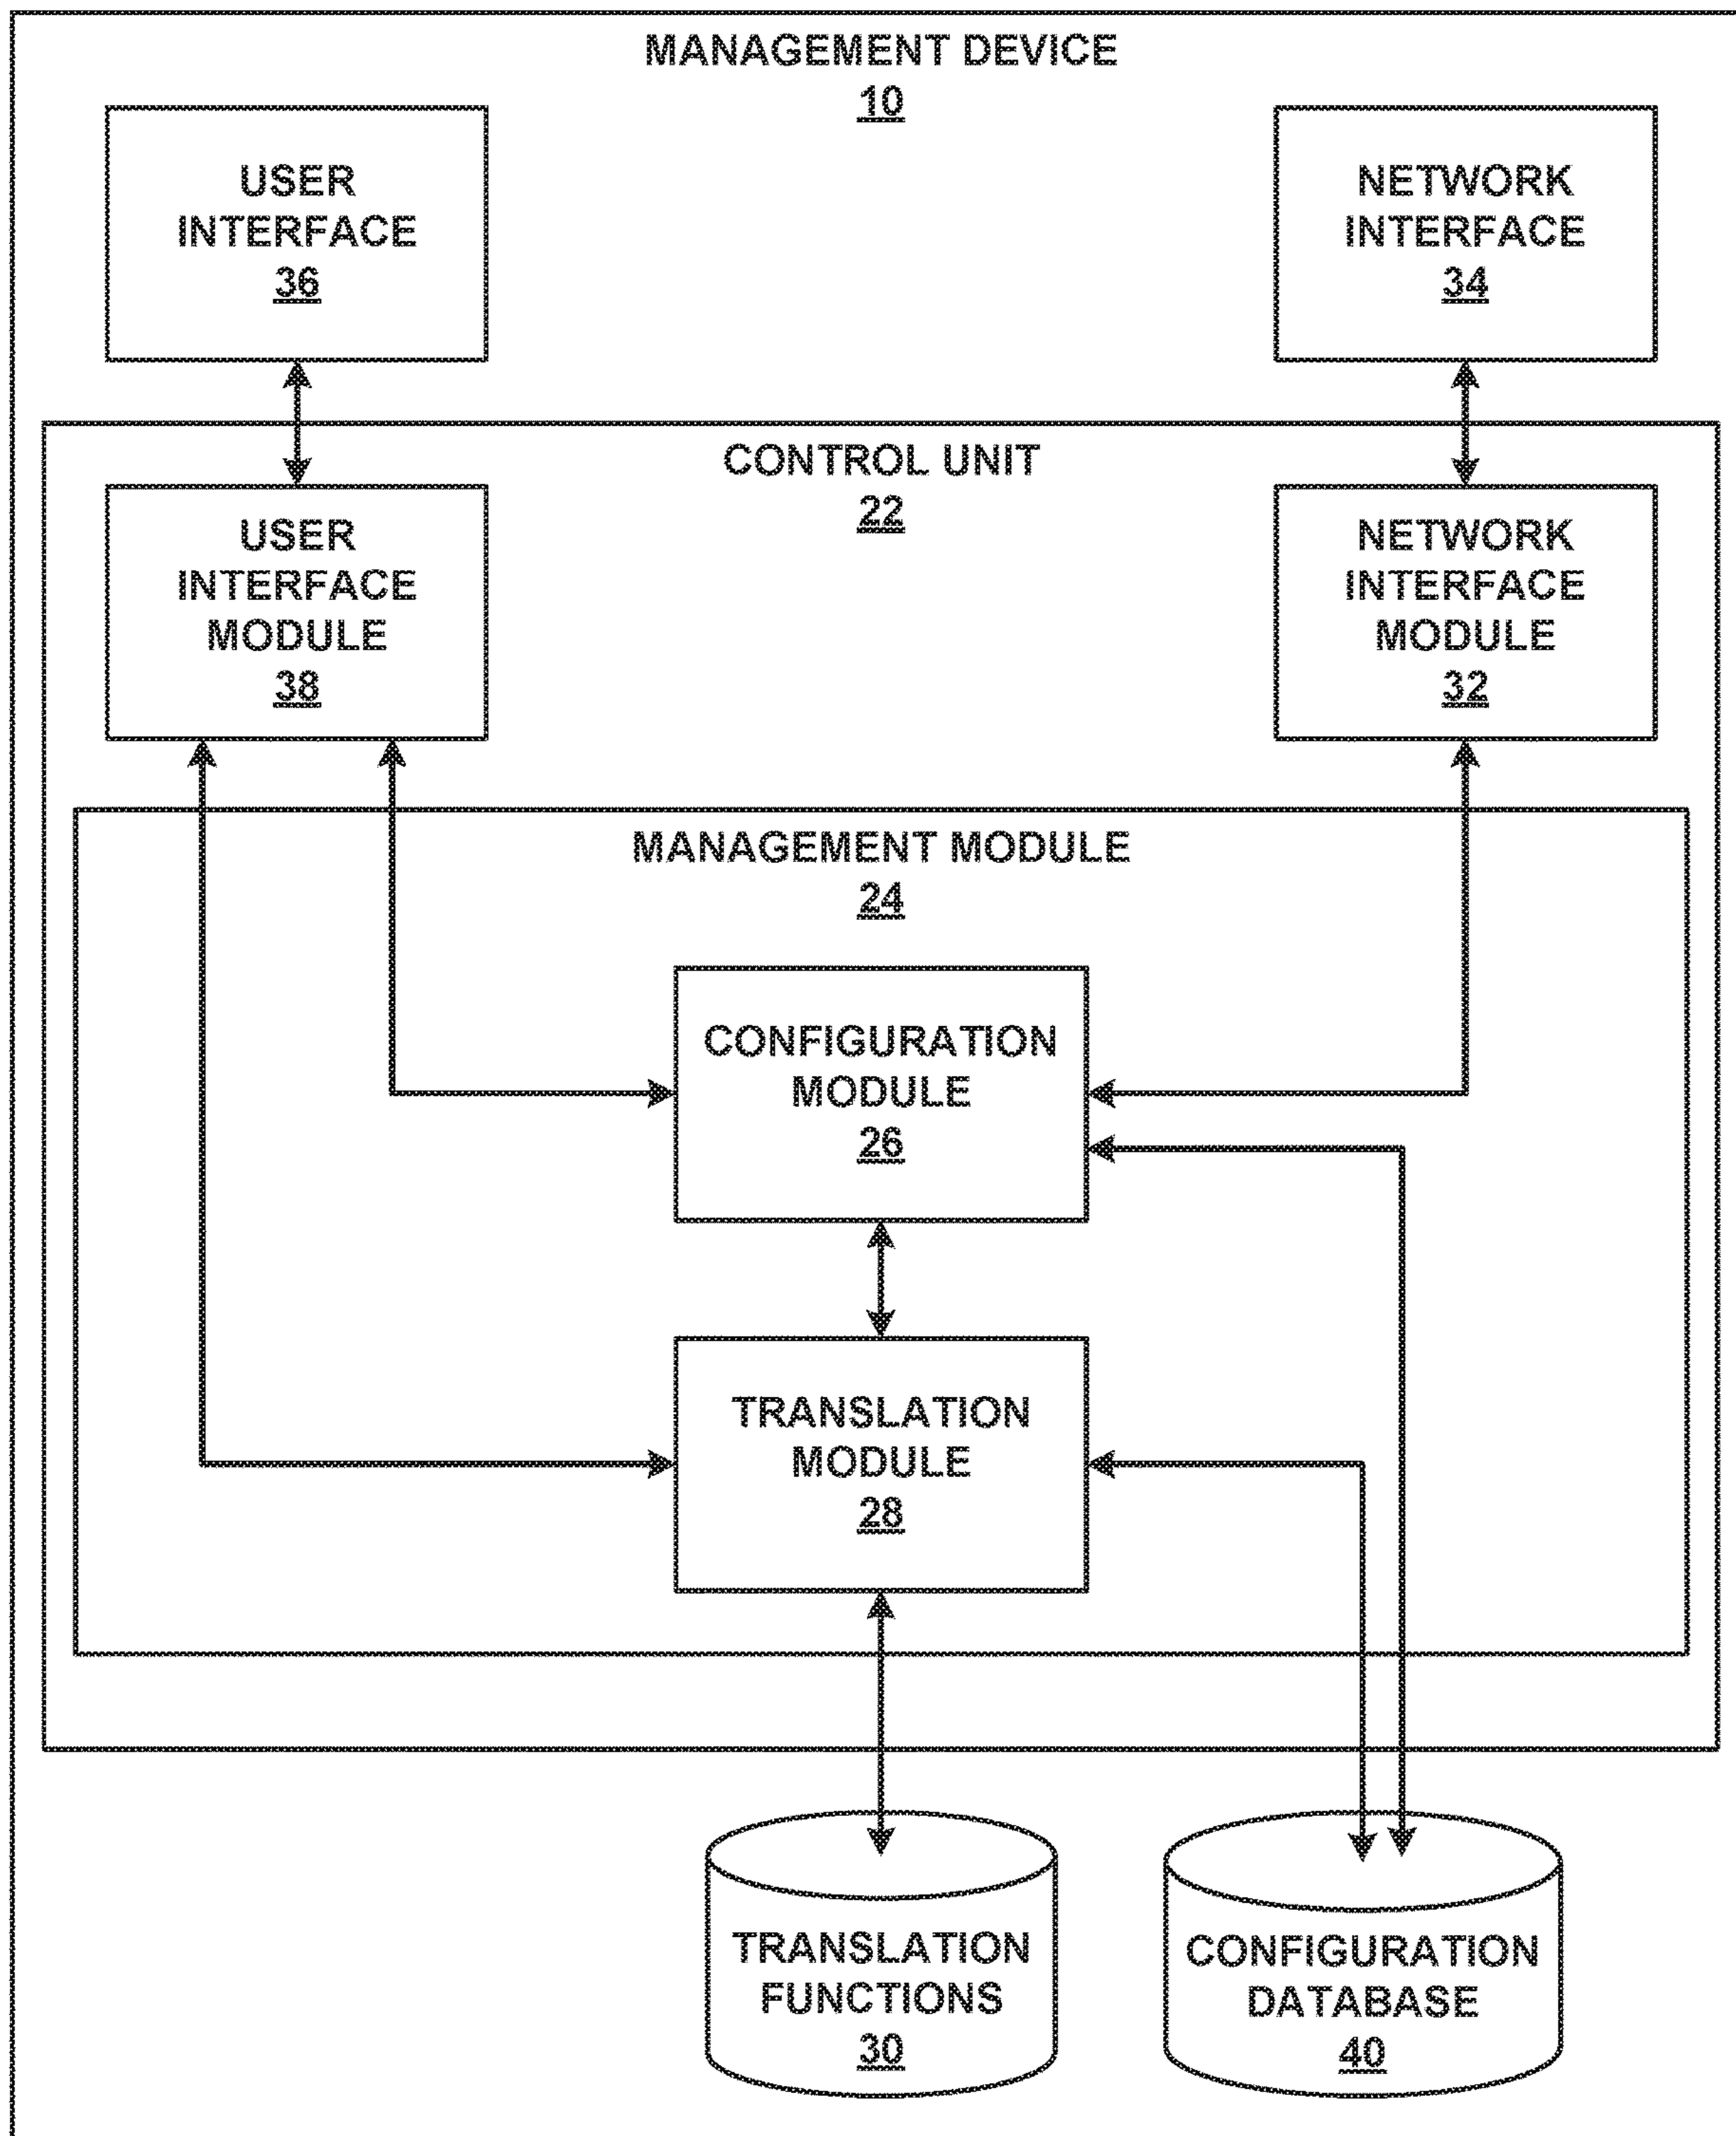 MANAGEMENT DEVICE
10
USER
INTERFACE
36
NETWORK
INTERFACE
34
CONTROL UNIT
22
USER
INTERFACE
MODULE
38
NETWORK
INTERFACE
MODULE
32
MANAGEMENT MODULE
24
CONFIGURATION
MODULE
26
TRANSLATION
MODULE
28
TRANSLATION
FUNCTIONS
30
CONFIGURATION
DATABASE
40